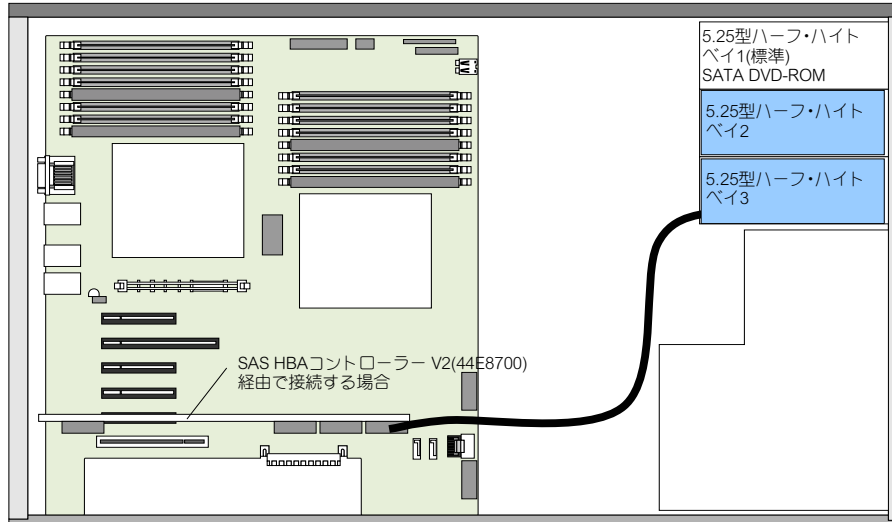 5.25型ハーフ・ハイト
ベイ1(標準)
SATA DVD-ROM
5.25型ハーフ・ハイト
ベイ2
5.25型ハーフ・ハイト
ベイ3
SAS HBAコントローラー V2(44E8700)
経由で接続する場合